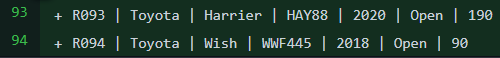 93 + R093 | Toyota | Harrier | HAY88 | 2020 | Open | 190
94 + R094 | Toyota | Wish | WWF445 | 2018 | Open | 90